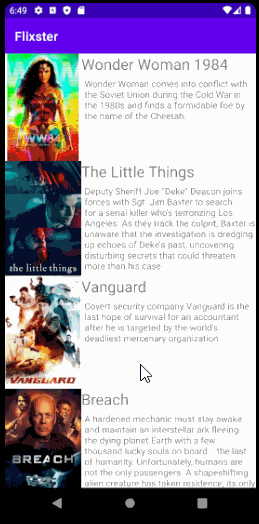 6:49
Flixster
Wonder Woman 1984
Wonder Woman comes into conflict with
the Soviet Union during the Cold War in
the 1980s and finds a formidable foe by
the name of the Cheetah.
WW84
The Little Things
Deputy Sheriff Joe "Deke" Deacon joins
forces with Sgt. Jim Baxter to search
for a serial killer who's terrorizing Los
Angeles. As they track the culprit, Baxter is
unaware that the investigation is dredging
up echoes of Deke's past, uncovering
disturbing secrets that could threaten
more than his case.
the little things
Vanguard
Covert security company Vanguard is the
last hope of survival for an accountant
after he is targeted by the world's
deadliest mercenary organization.
VANGUARD
Breach
A hardened mechanic must stay awake
and maintain an interstellar ark fleeing
the dying planet Earth with a few
thousand lucky souls on board... the last
of humanity. Unfortunately, humans are
not the only passengers. A shapeshifting
alien creature has taken residence, its only
BREACH